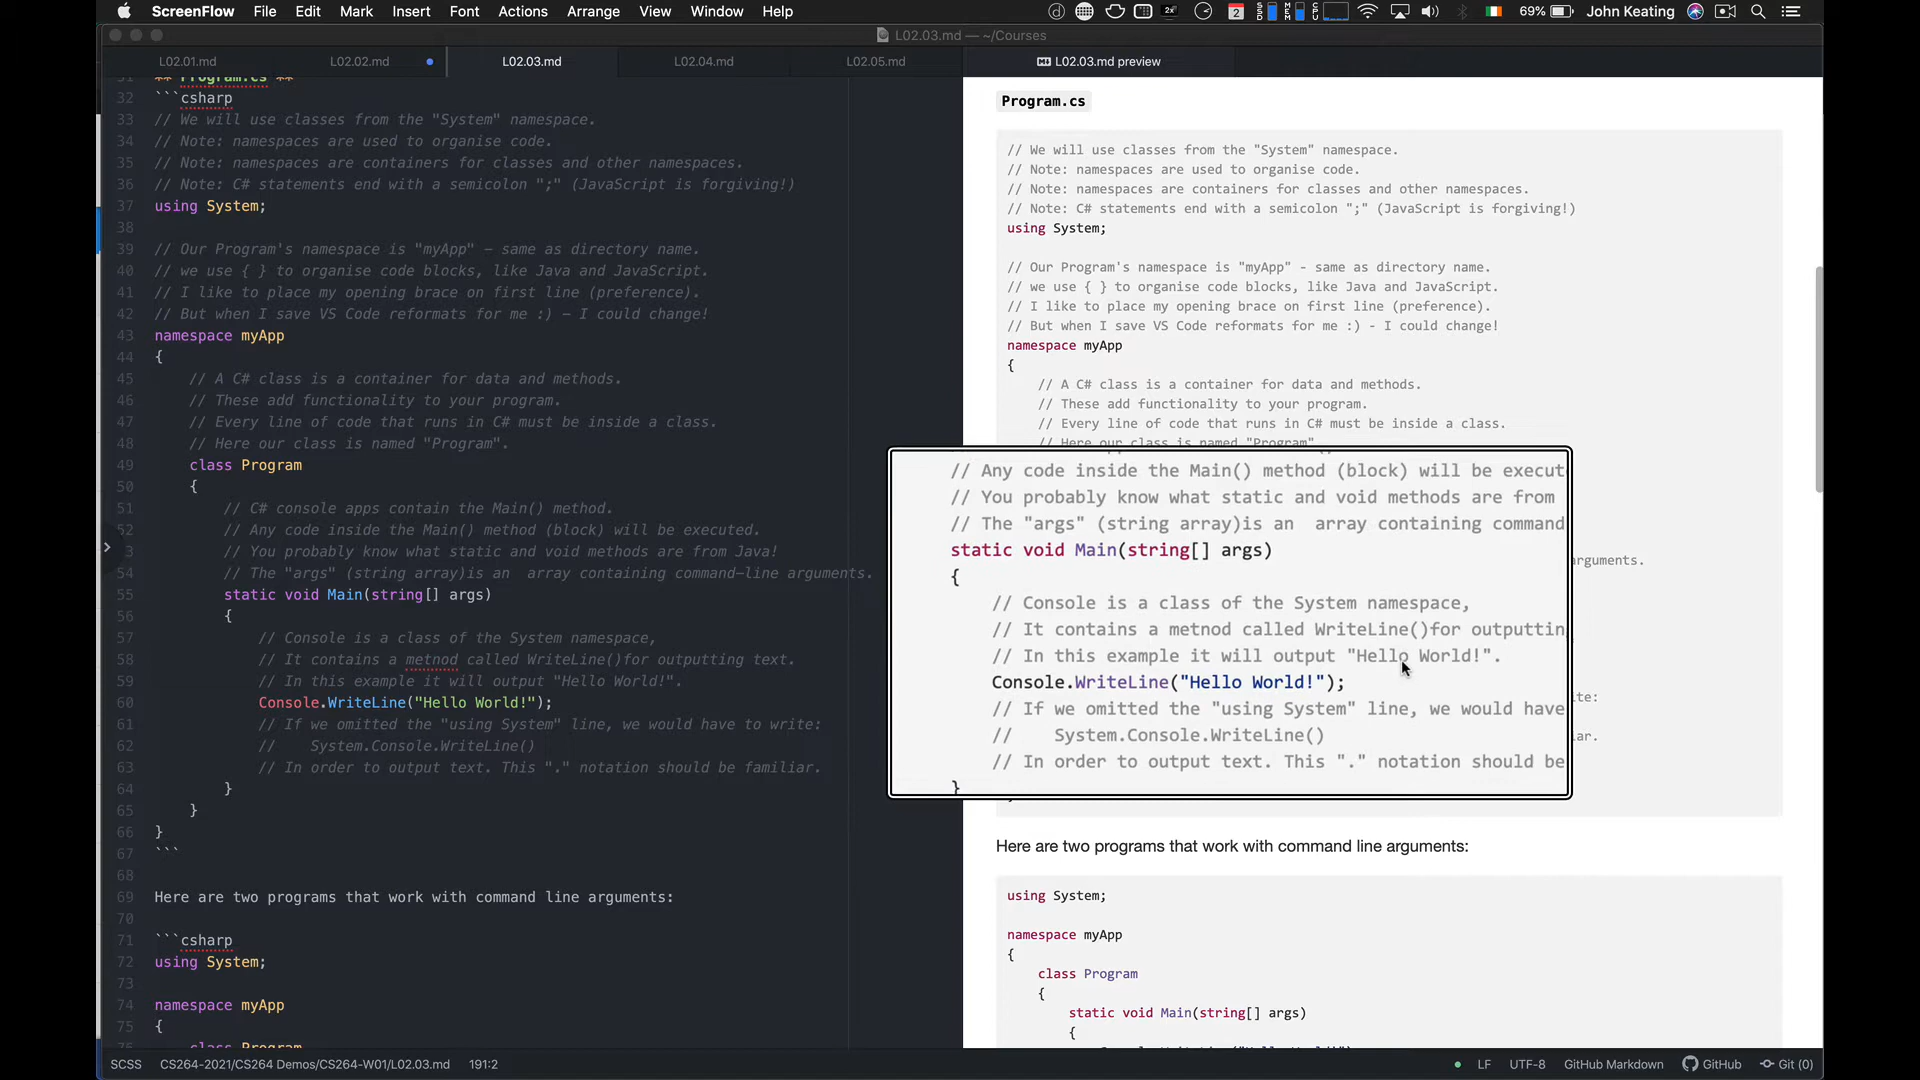 ScreenFlow File Edit Mark Insert Font Actions Arrange View Window Help 2x 2 SSD MEM CPU 69% John Keating
L02.03.md — ~/Courses
L02.01.md L02.02.md L02.03.md L02.04.md L02.05.md L02.03.md preview
** Program.cs **
32 ```csharp
33 // We will use classes from the "System" namespace.
34 // Note: namespaces are used to organise code.
35 // Note: namespaces are containers for classes and other namespaces.
36 // Note: C# statements end with a semicolon ";" (JavaScript is forgiving!)
37 using System;
38
39 // Our Program's namespace is "myApp" - same as directory name.
40 // we use { } to organise code blocks, like Java and JavaScript.
41 // I like to place my opening brace on first line (preference).
42 // But when I save VS Code reformats for me :) - I could change!
43 namespace myApp
44 {
45 // A C# class is a container for data and methods.
46 // These add functionality to your program.
47 // Every line of code that runs in C# must be inside a class.
48 // Here our class is named "Program".
49 class Program
50 {
51 // C# console apps contain the Main() method.
52 // Any code inside the Main() method (block) will be executed.
3 // You probably know what static and void methods are from Java!
54 // The "args" (string array)is an  array containing command-line arguments.
55 static void Main(string[] args)
56 {
57 // Console is a class of the System namespace,
58 // It contains a metnod called WriteLine()for outputting text.
59 // In this example it will output "Hello World!".
60 Console.WriteLine("Hello World!");
61 // If we omitted the "using System" line, we would have to write:
62 //    System.Console.WriteLine()
63 // In order to output text. This "." notation should be familiar.
64 }
65 }
66 }
67 ```
68
69 Here are two programs that work with command line arguments:
70
71 ```csharp
72 using System;
73
74 namespace myApp
75 {
class Program
Program.cs
// We will use classes from the "System" namespace.
// Note: namespaces are used to organise code.
// Note: namespaces are containers for classes and other namespaces.
// Note: C# statements end with a semicolon ";" (JavaScript is forgiving!)
using System;
// Our Program's namespace is "myApp" - same as directory name.
// we use { } to organise code blocks, like Java and JavaScript.
// I like to place my opening brace on first line (preference).
// But when I save VS Code reformats for me :) - I could change!
namespace myApp
{
// A C# class is a container for data and methods.
// These add functionality to your program.
// Every line of code that runs in C# must be inside a class.
// Here our class is named "Program".
// Any code inside the Main() method (block) will be execut
// You probably know what static and void methods are from
// The "args" (string array)is an  array containing command
rguments.
static void Main(string[] args)
{
// Console is a class of the System namespace,
// It contains a metnod called WriteLine()for outputtin
// In this example it will output "Hello World!".
Console.WriteLine("Hello World!");
te:
// If we omitted the "using System" line, we would have
//    System.Console.WriteLine()
ar.
// In order to output text. This "." notation should be
}
Here are two programs that work with command line arguments:
using System;
namespace myApp
{
class Program
{
static void Main(string[] args)
{
SCSS CS264-2021/CS264 Demos/CS264-W01/L02.03.md 191:2 LF UTF-8 GitHub Markdown GitHub Git (0)